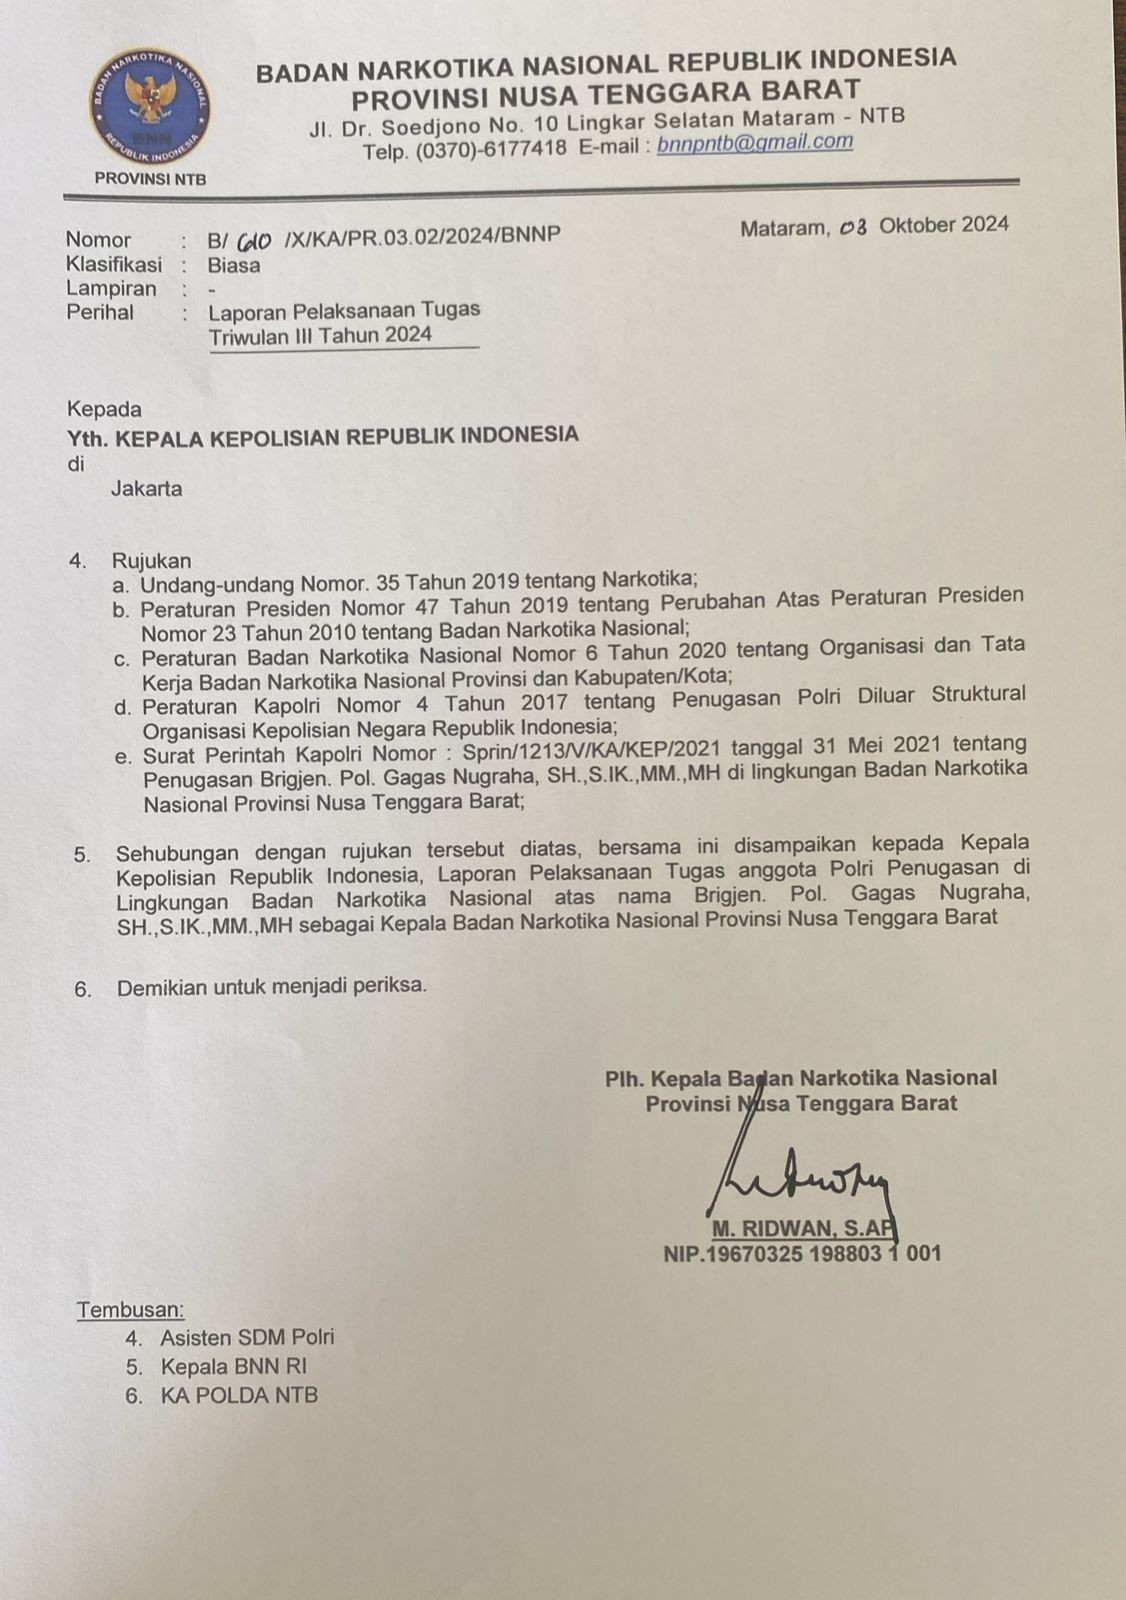 BADAN NARKOTIKA NASIONAL
BNN
REPUBLIK INDONESIA
PROVINSI NTB
BADAN NARKOTIKA NASIONAL REPUBLIK INDONESIA
PROVINSI NUSA TENGGARA BARAT
Jl. Dr. Soedjono No. 10 Lingkar Selatan Mataram - NTB
Telp. (0370)-6177418 E-mail : bnnpntb@gmail.com
Mataram, 03 Oktober 2024
Nomor : B/ /X/KA/PR.03.02/2024/BNNP
Klasifikasi : Biasa
Lampiran : -
Perihal : Laporan Pelaksanaan Tugas
Triwulan III Tahun 2024
Kepada
Yth. KEPALA KEPOLISIAN REPUBLIK INDONESIA
di
Jakarta
4. Rujukan
a. Undang-undang Nomor. 35 Tahun 2019 tentang Narkotika;
b. Peraturan Presiden Nomor 47 Tahun 2019 tentang Perubahan Atas Peraturan Presiden
Nomor 23 Tahun 2010 tentang Badan Narkotika Nasional;
c. Peraturan Badan Narkotika Nasional Nomor 6 Tahun 2020 tentang Organisasi dan Tata
Kerja Badan Narkotika Nasional Provinsi dan Kabupaten/Kota;
d. Peraturan Kapolri Nomor 4 Tahun 2017 tentang Penugasan Polri Diluar Struktural
Organisasi Kepolisian Negara Republik Indonesia;
e. Surat Perintah Kapolri Nomor : Sprin/1213/V/KA/KEP/2021 tanggal 31 Mei 2021 tentang
Penugasan Brigjen. Pol. Gagas Nugraha, SH.,S.IK.,MM.,MH di lingkungan Badan Narkotika
Nasional Provinsi Nusa Tenggara Barat;
5. Sehubungan dengan rujukan tersebut diatas, bersama ini disampaikan kepada Kepala
Kepolisian Republik Indonesia, Laporan Pelaksanaan Tugas anggota Polri Penugasan di
Lingkungan Badan Narkotika Nasional atas nama Brigjen. Pol. Gagas Nugraha,
SH.,S.IK.,MM.,MH sebagai Kepala Badan Narkotika Nasional Provinsi Nusa Tenggara Barat
6. Demikian untuk menjadi periksa.
Plh. Kepala Badan Narkotika Nasional
Provinsi Nusa Tenggara Barat
M. RIDWAN, S.AP
NIP.19670325 198803 1 001
Tembusan:
4. Asisten SDM Polri
5. Kepala BNN RI
6. KA POLDA NTB